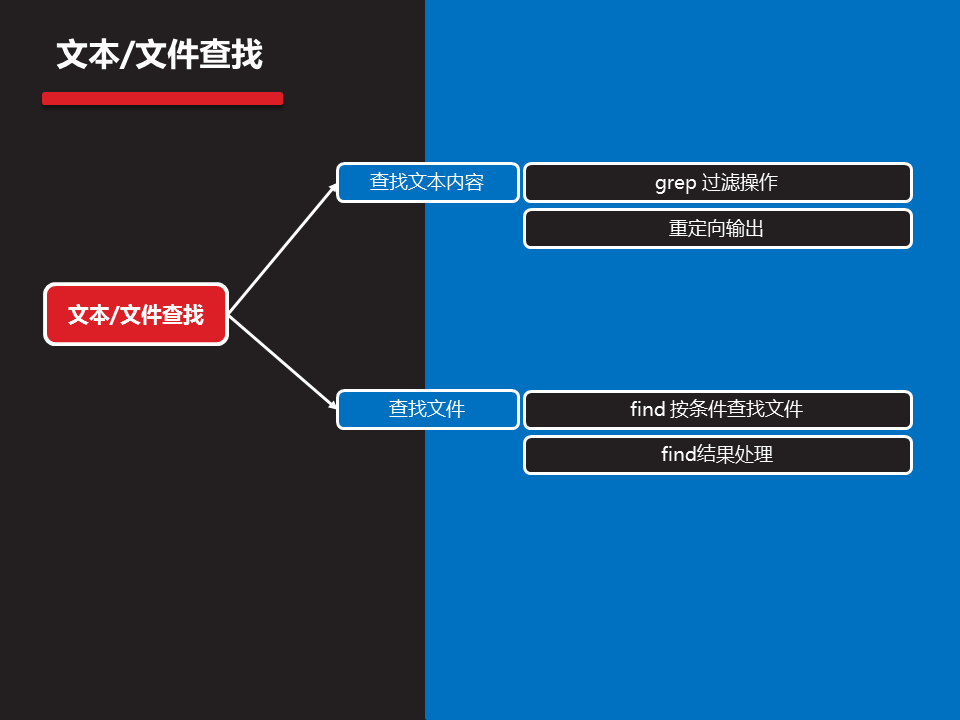 文本/文件查找
查找文本内容
grep 过滤操作
重定向输出
文本/文件查找
查找文件
find 按条件查找文件
find结果处理